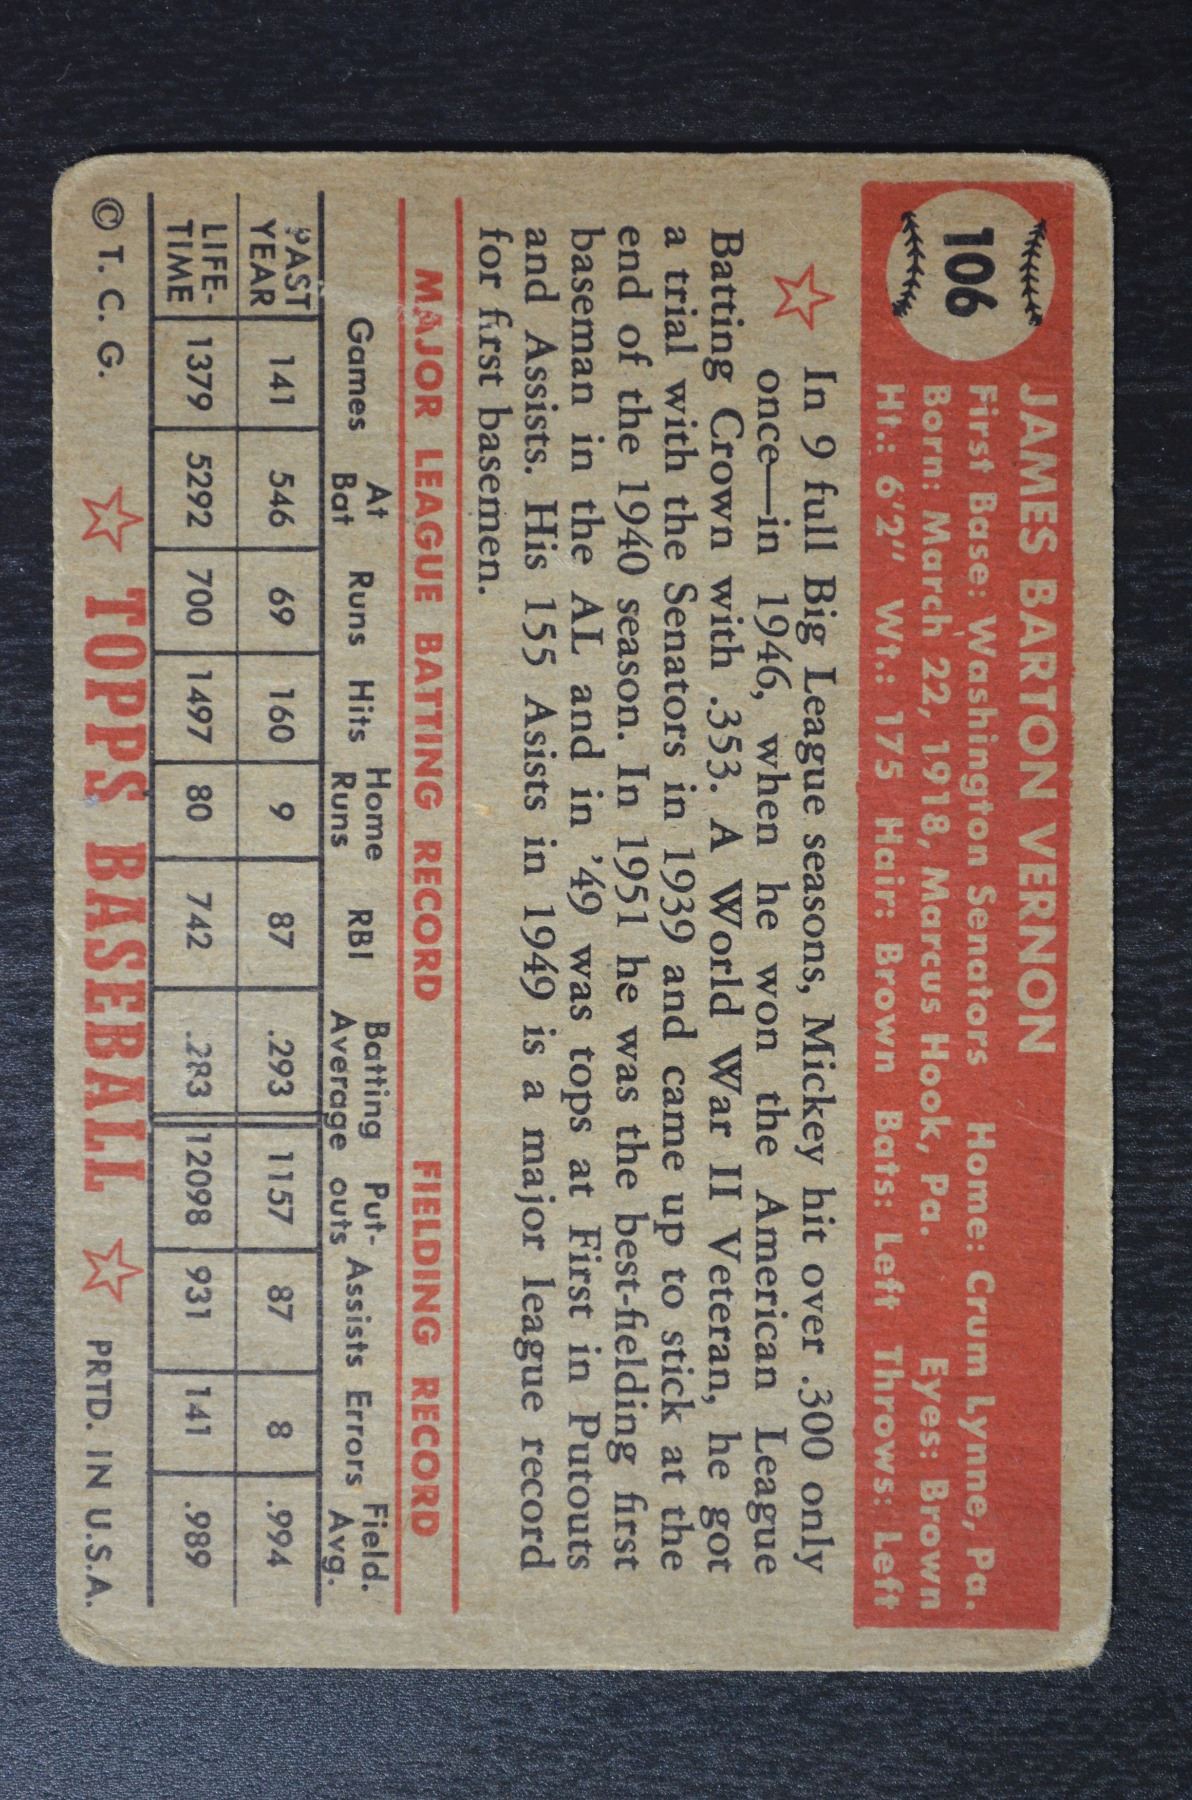 106
JAMES BARTON VERNON
First Base: Washington Senators Home: Crum Lynne, Pa.
Born: March 22, 1918, Marcus Hook, Pa. Eyes: Brown
Ht.: 6'2" Wt.: 175 Hair: Brown Bats: Left Throws: Left
In 9 full Big League seasons, Mickey hit over .300 only
once—in 1946, when he won the American League
Batting Crown with .353. A World War II Veteran, he got
a trial with the Senators in 1939 and came up to stick at the
end of the 1940 season. In 1951 he was the best-fielding first
baseman in the AL and in '49 was tops at First in Putouts
and Assists. His 155 Asists in 1949 is a major league record
for first basemen.
MAJOR LEAGUE BATTING RECORD FIELDING RECORD
Games At Bat Runs Hits Home Runs RBI Batting Average Put-outs Assists Errors Field. Avg.
PAST YEAR 141 546 69 160 9 87 .293 1157 87 8 .994
LIFE-TIME 1379 5292 700 1497 80 742 .283 12098 931 141 .989
© T. C. G. TOPPS BASEBALL PRTD. IN U.S.A.